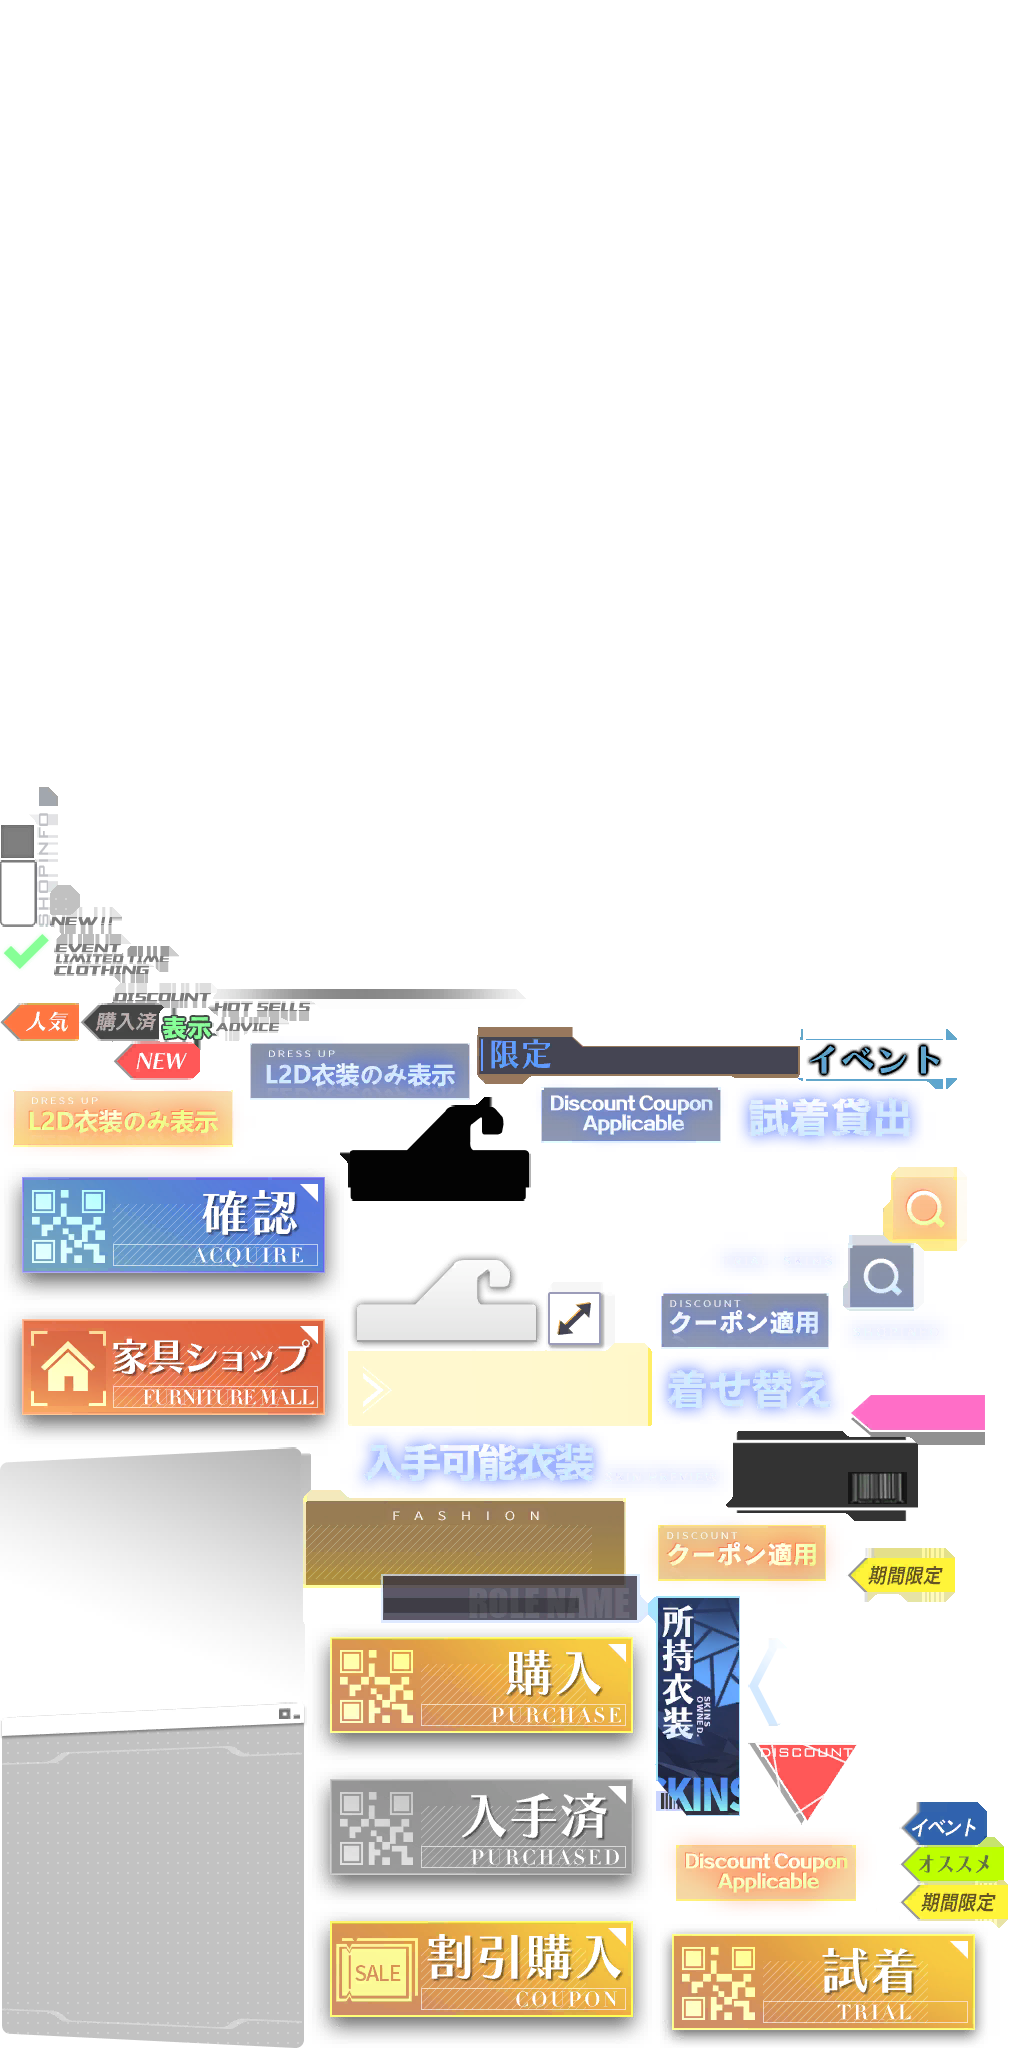 SHOPINFO
NEW!!
EVENT
LIMITED TIME
CLOTHING
DISCOUNT
HOT SELLS
ADVICE
人気
購入済
表示
NEW
DRESS UP
L2D衣装のみ表示
限定
イベント
DRESS UP
L2D衣装のみ表示
Discount Coupon
Applicable
試着貸出
確認
ACQUIRE
DISCOUNT
クーポン適用
家具ショップ
FURNITURE MALL
着せ替え
入手可能衣装
FASHION
DISCOUNT
クーポン適用
期間限定
ROLE NAME
所持衣装
SKINS
OWNED.
SKINS
購入
PURCHASE
DISCOUNT
入手済
PURCHASED
イベント
オススメ
期間限定
Discount Coupon
Applicable
SALE
割引購入
COUPON
試着
TRIAL